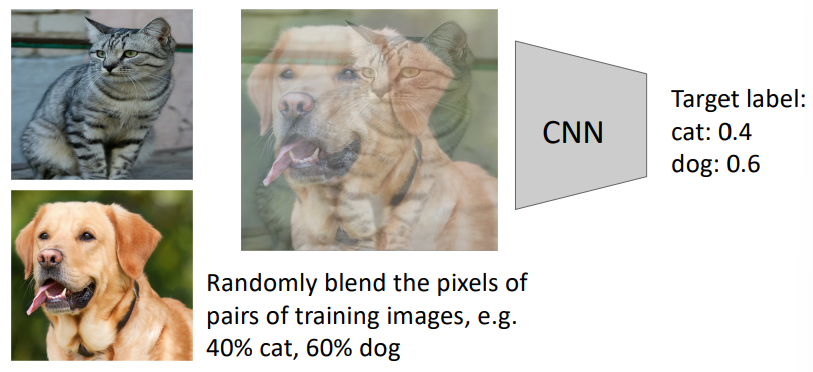 CNN
Target label:
cat: 0.4
dog: 0.6
Randomly blend the pixels of
pairs of training images, e.g.
40% cat, 60% dog